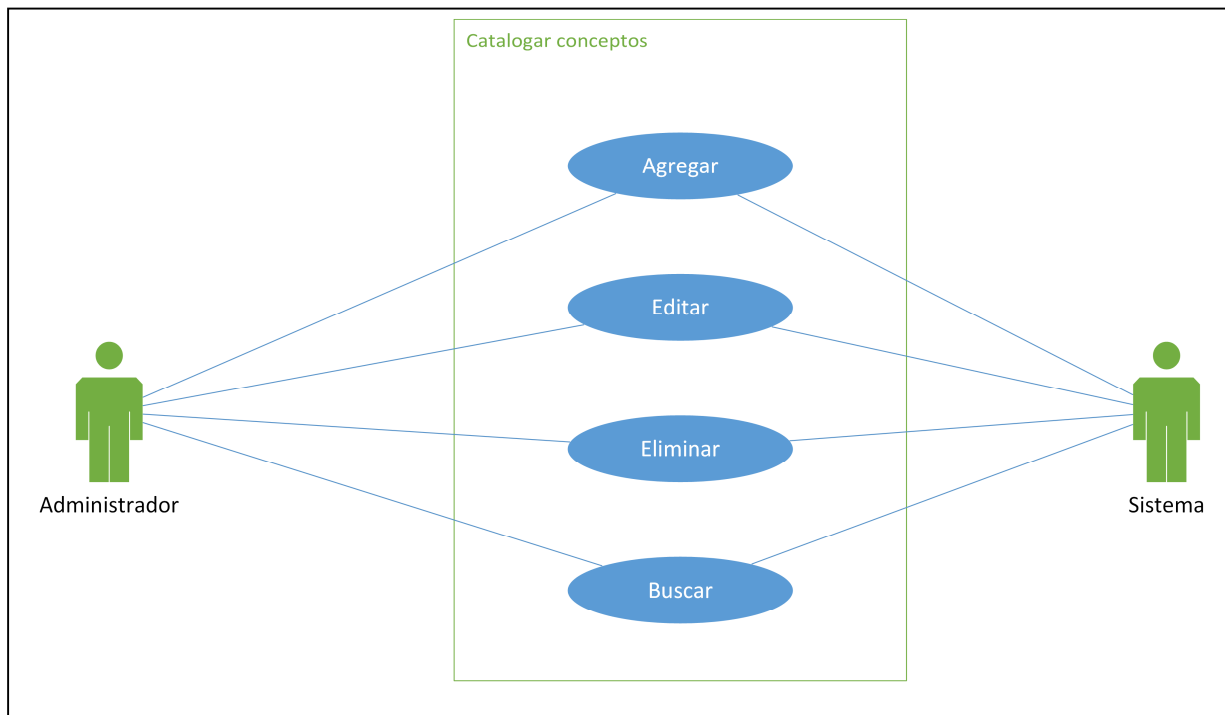 Catalogar conceptos
Agregar
Editar
Eliminar
Buscar
Administrador
Sistema